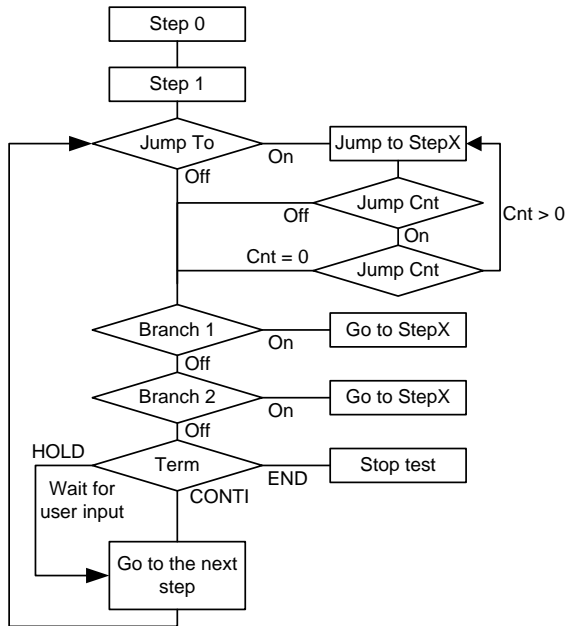 Step 0
Step 1
Jump To
On
Jump to StepX
Off
Jump Cnt
Off
On
Cnt > 0
Cnt = 0
Jump Cnt
Branch 1
On
Go to StepX
Off
Branch 2
On
Go to StepX
Off
HOLD
Term
END
Stop test
Wait for
user input
CONTI
Go to the next
step